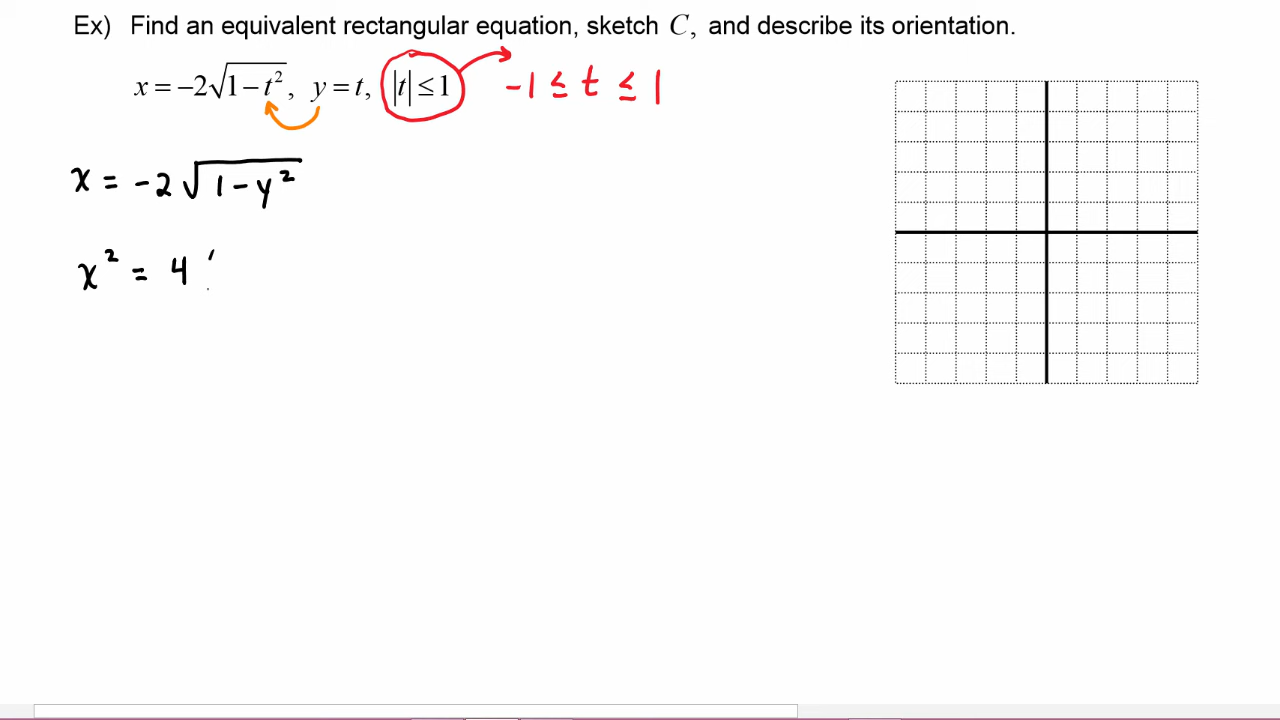 Ex) Find an equivalent rectangular equation, sketch C, and describe its orientation.
x = −2√(1 − t²), y = t, |t| ≤ 1 -1 ≤ t ≤ 1
x = -2√(1 - y²)
x² = 4